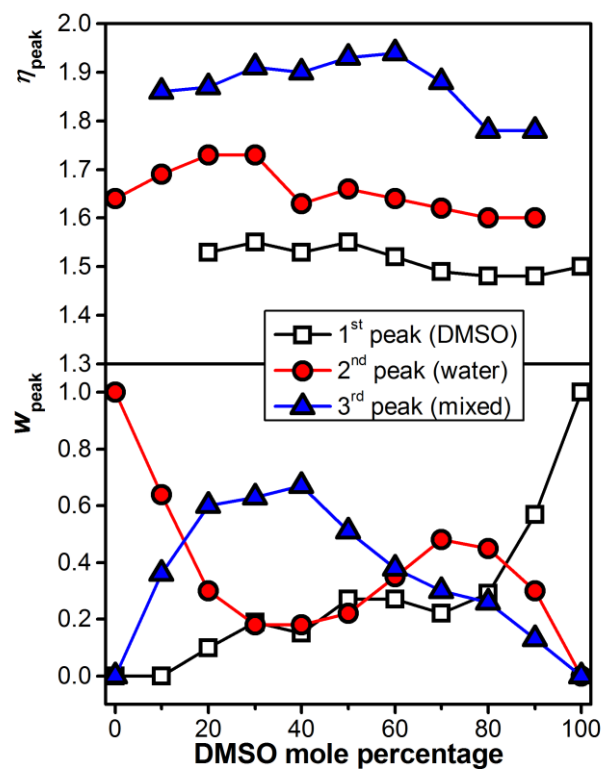 η_peak
2.0
1.9
1.8
1.7
1.6
1.5
1.4
1.3
1st peak (DMSO)
2nd peak (water)
3rd peak (mixed)
w_peak
1.0
0.8
0.6
0.4
0.2
0.0
0 20 40 60 80 100
DMSO mole percentage